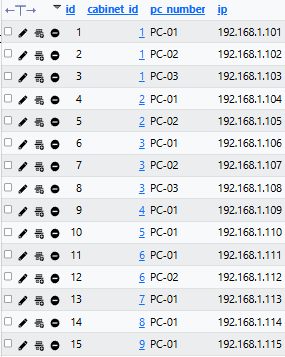 id cabinet_id pc_number ip
1 1 PC-01 192.168.1.101
2 1 PC-02 192.168.1.102
3 1 PC-03 192.168.1.103
4 2 PC-01 192.168.1.104
5 2 PC-02 192.168.1.105
6 3 PC-01 192.168.1.106
7 3 PC-02 192.168.1.107
8 3 PC-03 192.168.1.108
9 4 PC-01 192.168.1.109
10 5 PC-01 192.168.1.110
11 6 PC-01 192.168.1.111
12 6 PC-02 192.168.1.112
13 7 PC-01 192.168.1.113
14 8 PC-01 192.168.1.114
15 9 PC-01 192.168.1.115